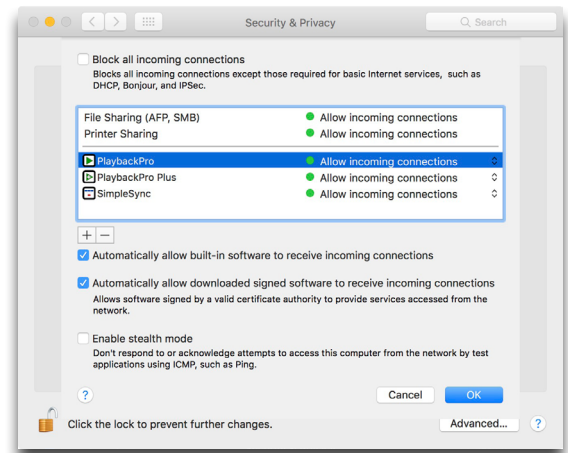 Security & Privacy
Search
Block all incoming connections
Blocks all incoming connections except those required for basic Internet services, such as
DHCP, Bonjour, and IPSec.
File Sharing (AFP, SMB) Allow incoming connections
Printer Sharing Allow incoming connections
PlaybackPro Allow incoming connections
PlaybackPro Plus Allow incoming connections
SimpleSync Allow incoming connections
+ −
Automatically allow built-in software to receive incoming connections
Automatically allow downloaded signed software to receive incoming connections
Allows software signed by a valid certificate authority to provide services accessed from the
network.
Enable stealth mode
Don't respond to or acknowledge attempts to access this computer from the network by test
applications using ICMP, such as Ping.
? Cancel OK
Click the lock to prevent further changes. Advanced... ?